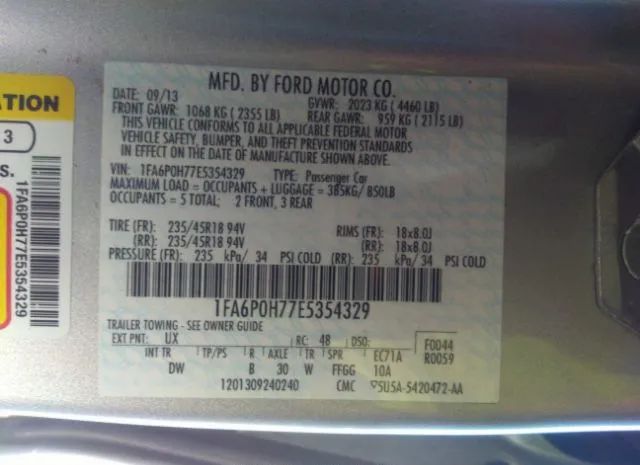 ATION
3
S.
1FA6P0H77E5354329
MFD. BY FORD MOTOR CO.
DATE: 09/13 GVWR: 2023 KG ( 4460 LB)
FRONT GAWR: 1068 KG ( 2355 LB) REAR GAWR: 959 KG ( 2115 LB)
THIS VEHICLE CONFORMS TO ALL APPLICABLE FEDERAL MOTOR
VEHICLE SAFETY, BUMPER, AND THEFT PREVENTION STANDARDS
IN EFFECT ON THE DATE OF MANUFACTURE SHOWN ABOVE.
VIN: 1FA6P0H77E5354329 TYPE: Passenger Car
MAXIMUM LOAD = OCCUPANTS + LUGGAGE = 385KG/ 850LB
OCCUPANTS = 5 TOTAL: 2 FRONT, 3 REAR
TIRE (FR): 235/45R18 94V RIMS (FR): 18x8.0J
(RR): 235/45R18 94V (RR): 18x8.0J
PRESSURE (FR): 235 kPa/ 34 PSI COLD (RR) 235 kPa/ 34 PSI COLD
1FA6P0H77E5354329
TRAILER TOWING - SEE OWNER GUIDE
EXT PNT: UX RC: 48 DSO: F0044
INT TR TP/PS R AXLE TR SPR EC71A R0059
DW B 30 W FFGG 10A
1201309240240 CMC 5U5A-5420472-AA